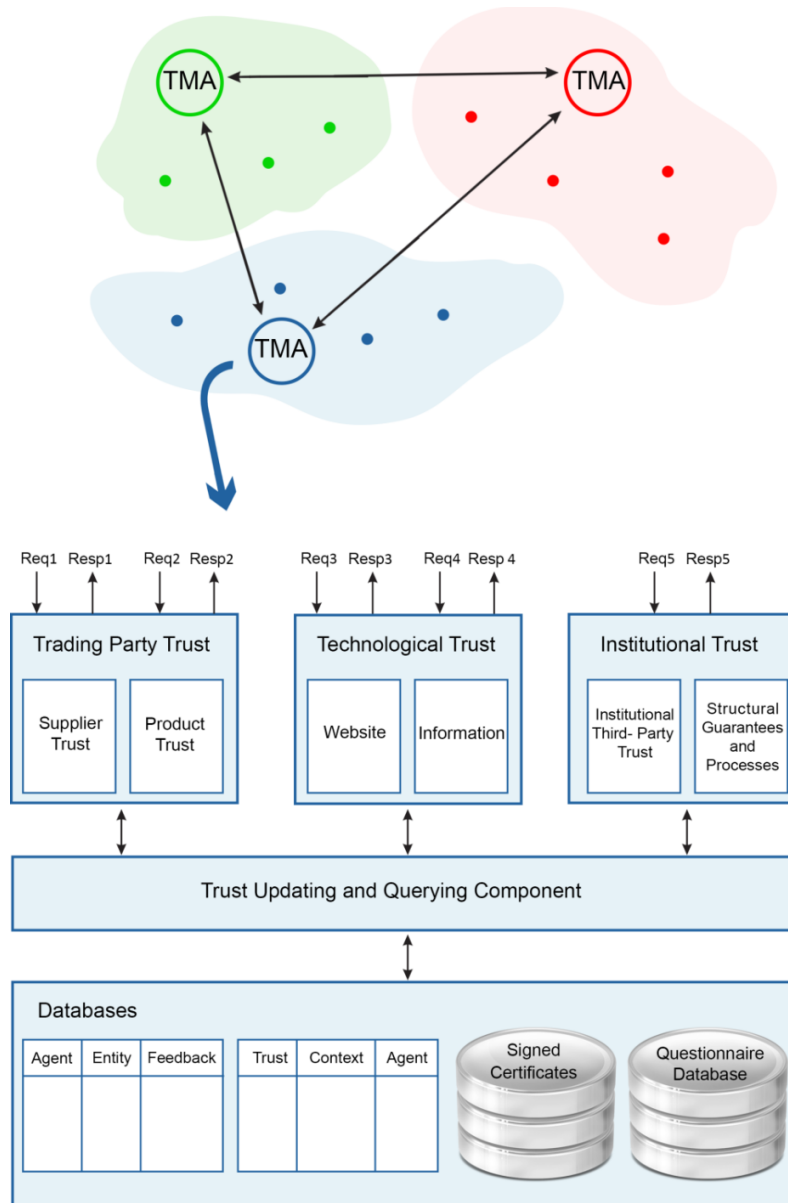 TMA
TMA
TMA
Req1 Resp1 Req2 Resp2
Req3 Resp3 Req4 Resp 4
Req5 Resp5
Trading Party Trust
Supplier
Trust
Product
Trust
Technological Trust
Website
Information
Institutional Trust
Institutional
Third- Party
Trust
Structural
Guarantees
and
Processes
Trust Updating and Querying Component
Databases
Agent Entity Feedback
Trust Context Agent
Signed
Certificates
Questionnaire
Database